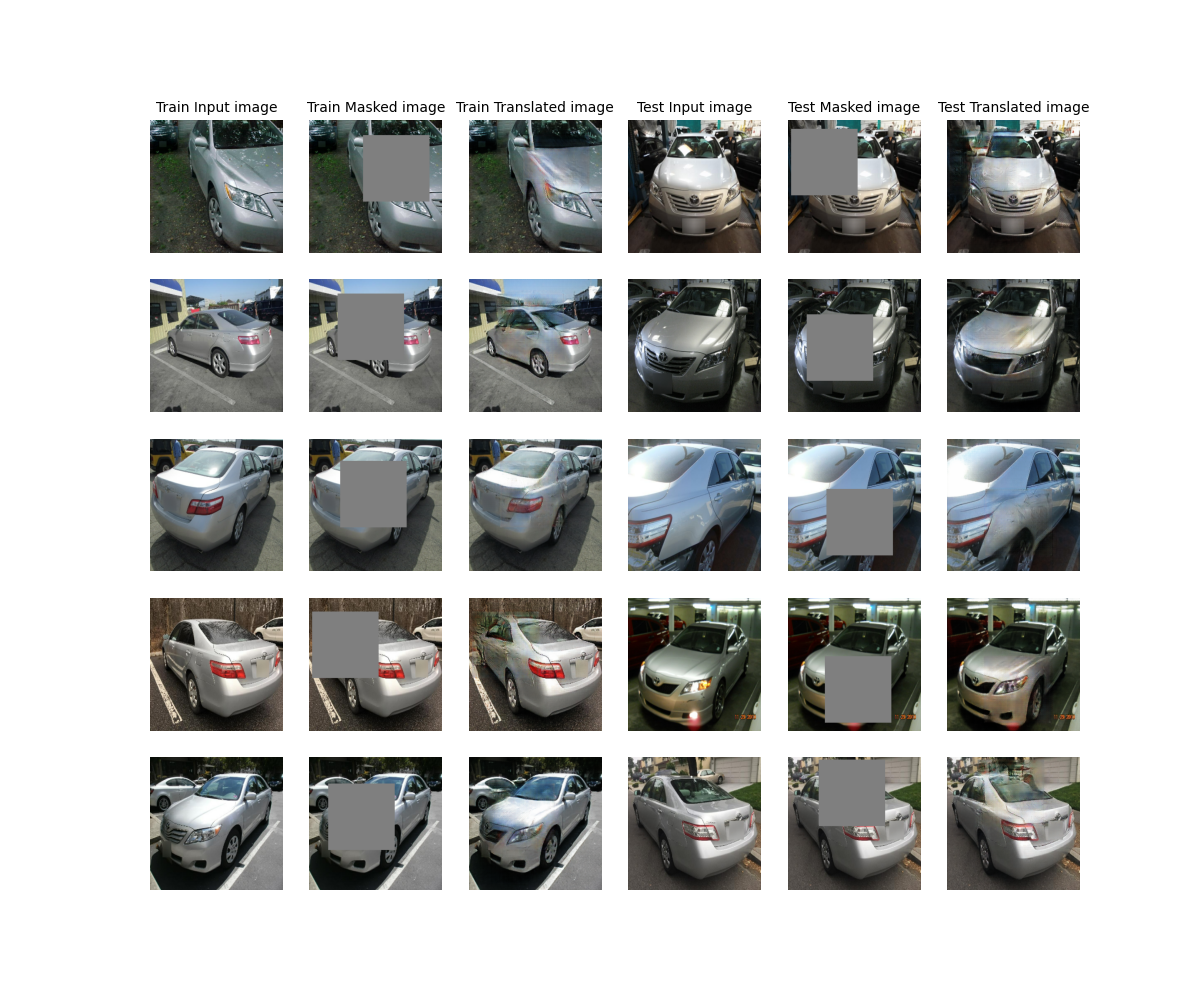 Train Input image
Train Masked image
Train Translated image
Test Input image
Test Masked image
Test Translated image